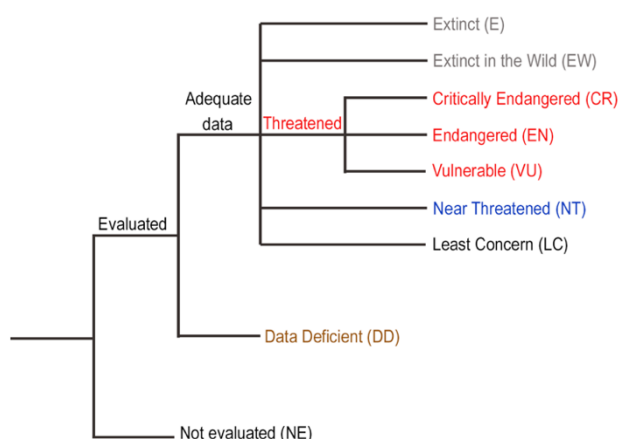 Extinct (E)
Extinct in the Wild (EW)
Adequate
data
Threatened
Critically Endangered (CR)
Endangered (EN)
Vulnerable (VU)
Near Threatened (NT)
Least Concern (LC)
Evaluated
Data Deficient (DD)
Not evaluated (NE)